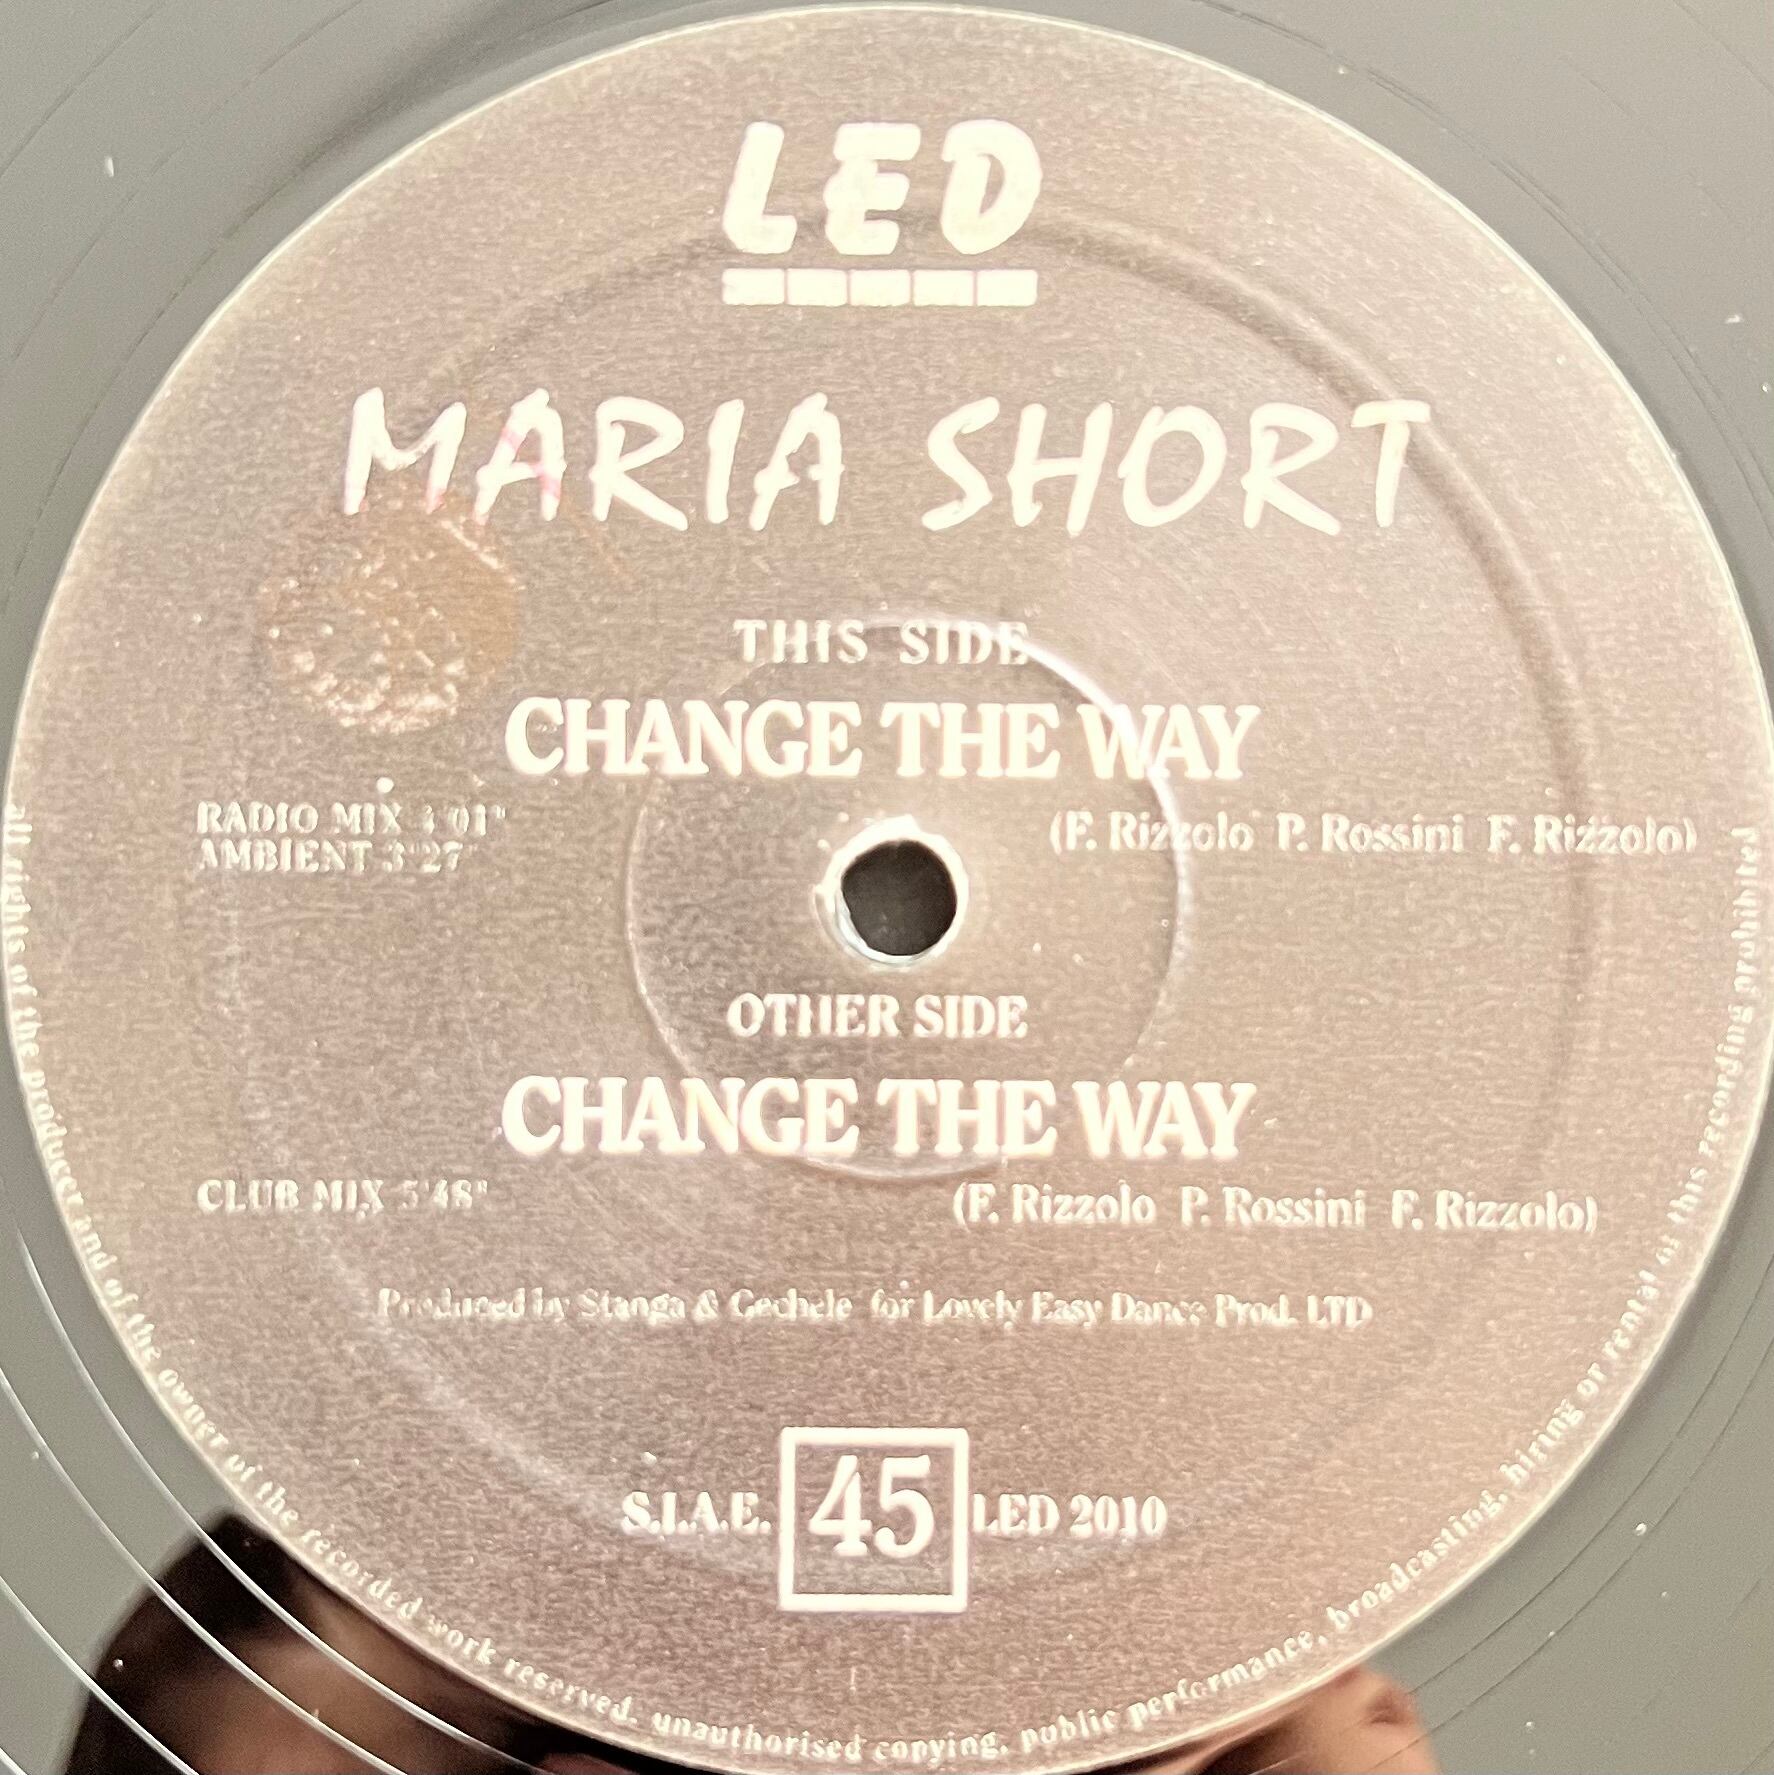 LED
MARIA SHORT
THIS SIDE
CHANGE THE WAY
RADIO MIX 4'01"
AMBIENT 3'27"
(F. Rizzolo P. Rossini F. Rizzolo)
OTHER SIDE
CHANGE THE WAY
CLUB MIX 5'48"
(F. Rizzolo P. Rossini F. Rizzolo)
Produced by Stanga & Gechele for Lovely Easy Dance Prod. LTD
S.I.A.E. 45 LED 2010
all rights of the producer and of the owner of the recorded work reserved. unauthorised copying, public performance, broadcasting, hiring or rental of this recording prohibited